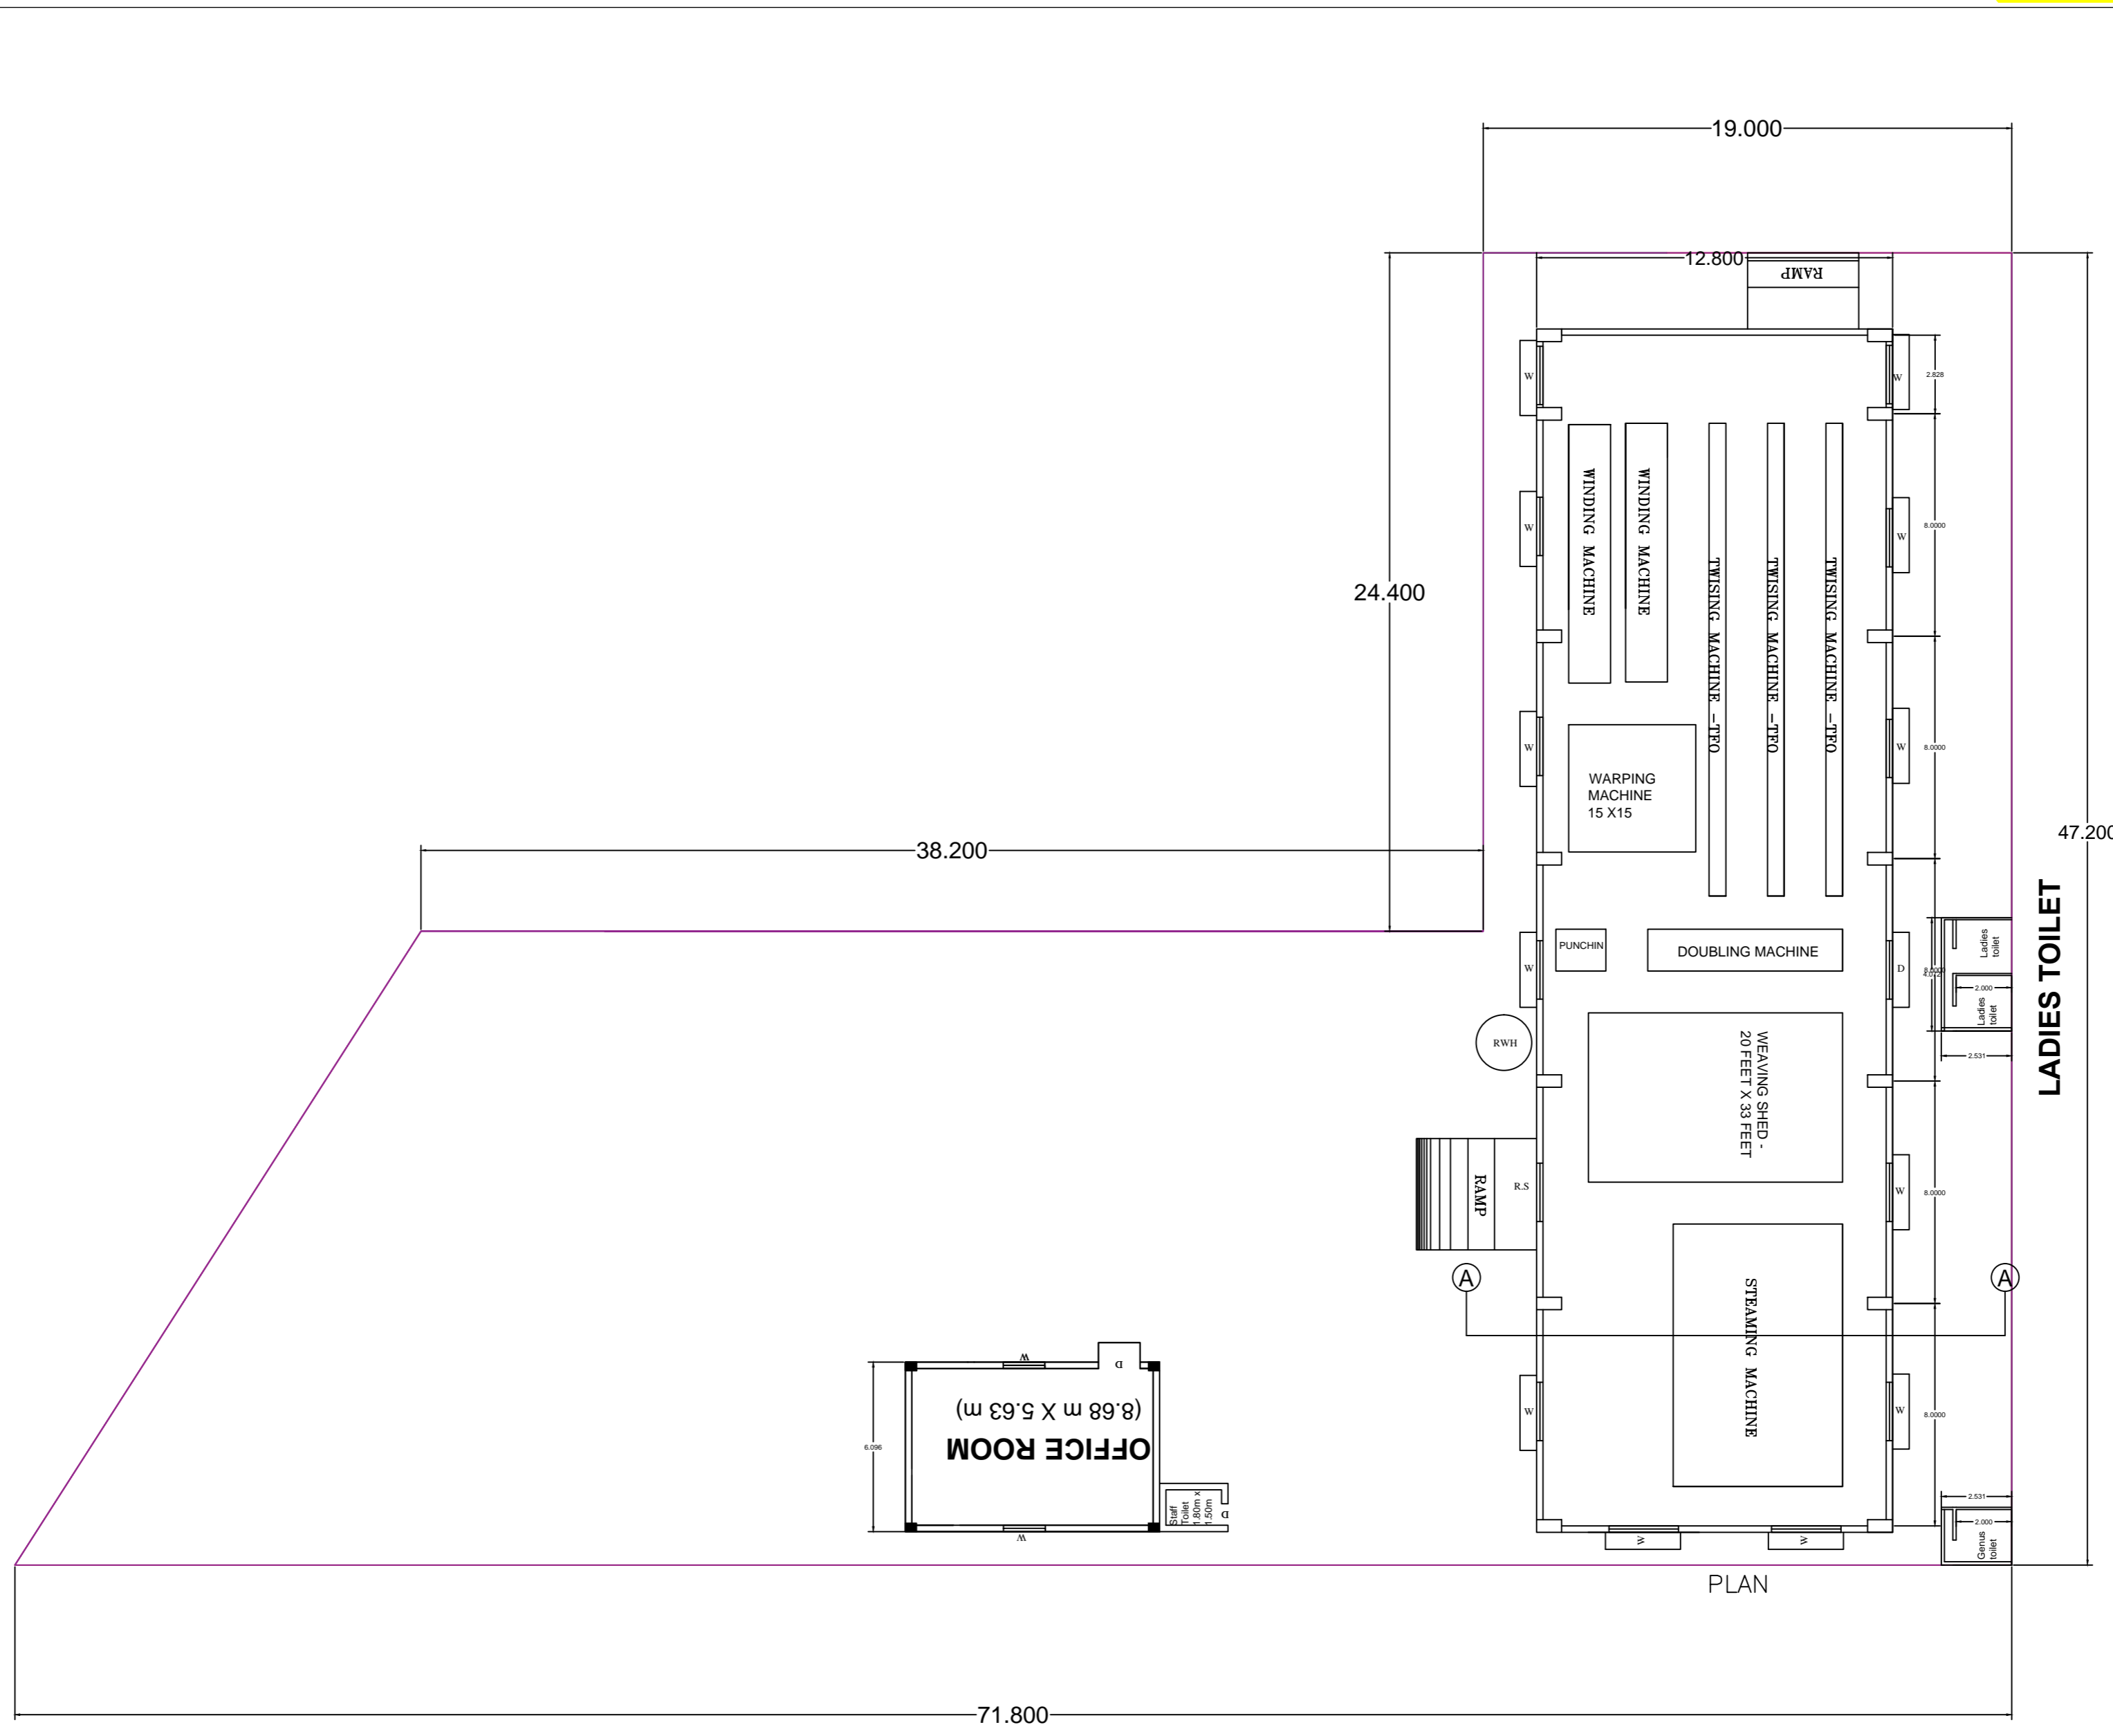 19.000
12.800
RAMP
W
W
2.828
WINDING MACHINE
WINDING MACHINE
TWISING MACHINE -TFO
TWISING MACHINE -TFO
TWISING MACHINE -TFO
W
W
8.0000
24.400
W
W
8.0000
WARPING
MACHINE
15 X15
47.200
38.200
LADIES TOILET
PUNCHIN
DOUBLING MACHINE
W
D
Ladies
toilet
2.000
Ladies
toilet
2.531
RWH
WEAVING SHED -
20 FEET X 33 FEET
RAMP
R.S
W
8.0000
A
A
STEAMING MACHINE
W
D
OFFICE ROOM
(8.68 m X 5.63 m)
6.096
W
W
W
8.0000
Staff
Toilet
1.80m x
1.50m
D
2.531
2.000
Genus
toilet
W
W
PLAN
71.800